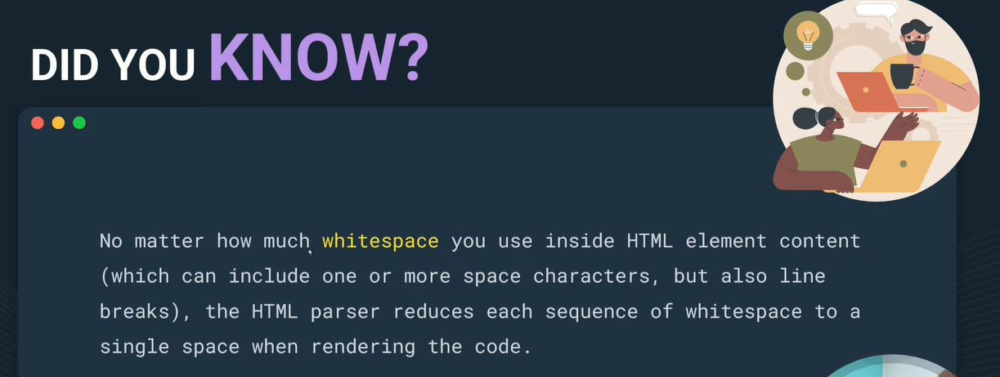 DID YOU KNOW?
No matter how much whitespace you use inside HTML element content
(which can include one or more space characters, but also line
breaks), the HTML parser reduces each sequence of whitespace to a
single space when rendering the code.